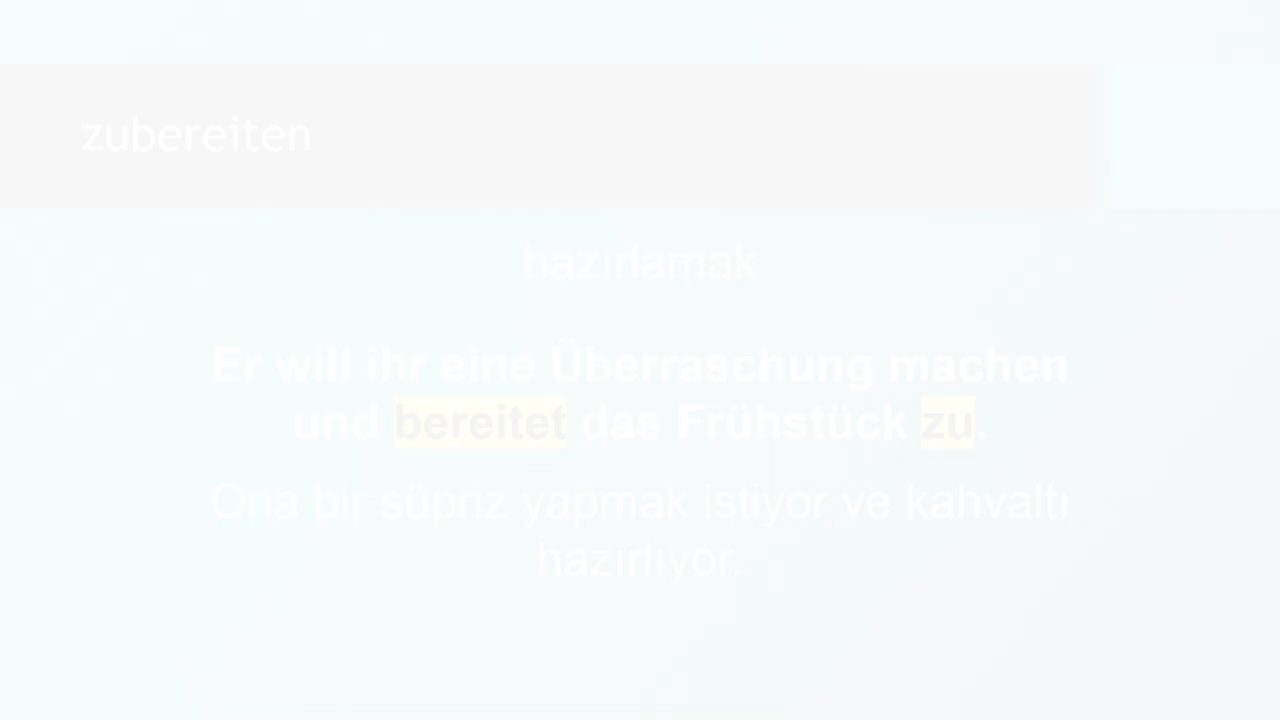 zubereiten
hazırlamak
Er will ihr eine Überraschung machen
und bereitet das Frühstück zu.
Ona bir süpriz yapmak istiyor ve kahvaltı
hazırlıyor.